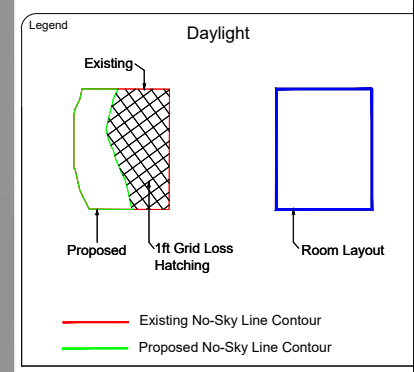 Legend
Daylight
Existing
Proposed
1ft Grid Loss
Hatching
Room Layout
Existing No-Sky Line Contour
Proposed No-Sky Line Contour